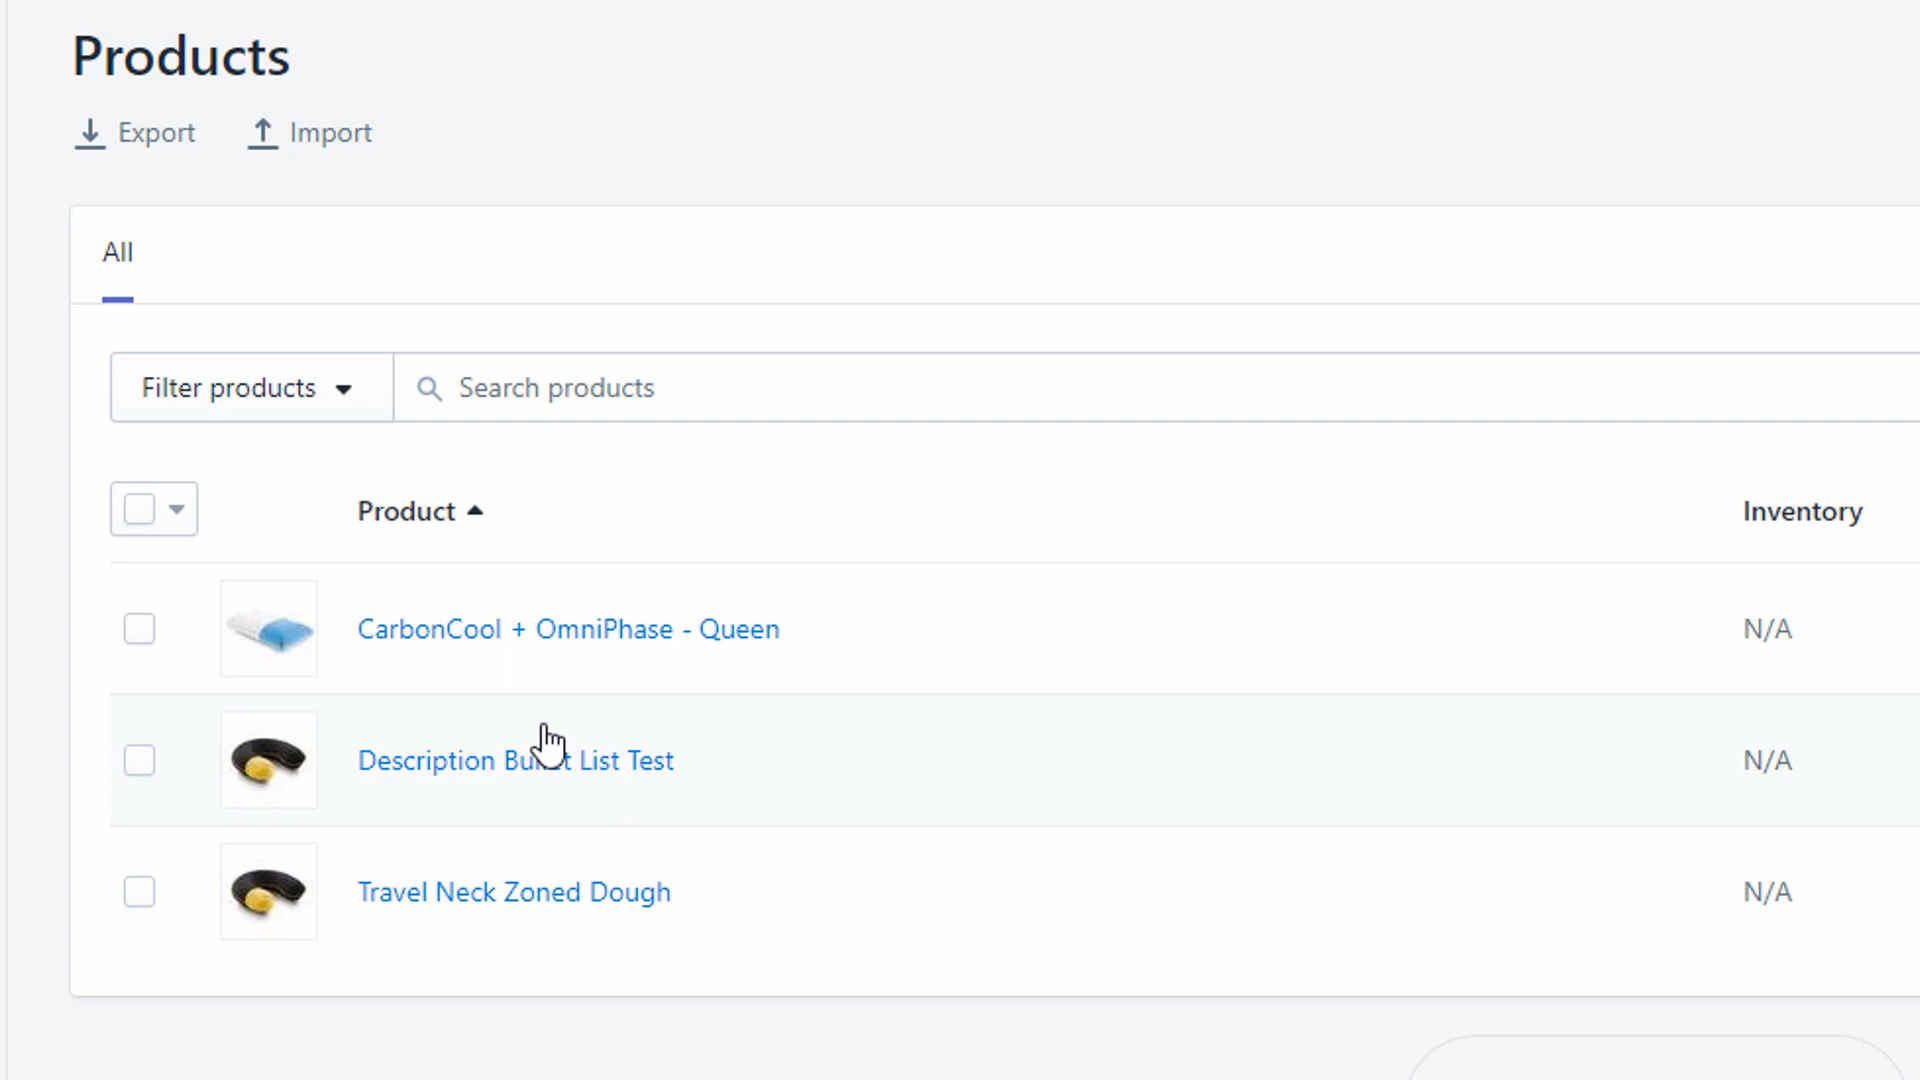 Products
Export Import
All
Filter products Search products
Product Inventory
CarbonCool + OmniPhase - Queen N/A
Description Bullet List Test N/A
Travel Neck Zoned Dough N/A